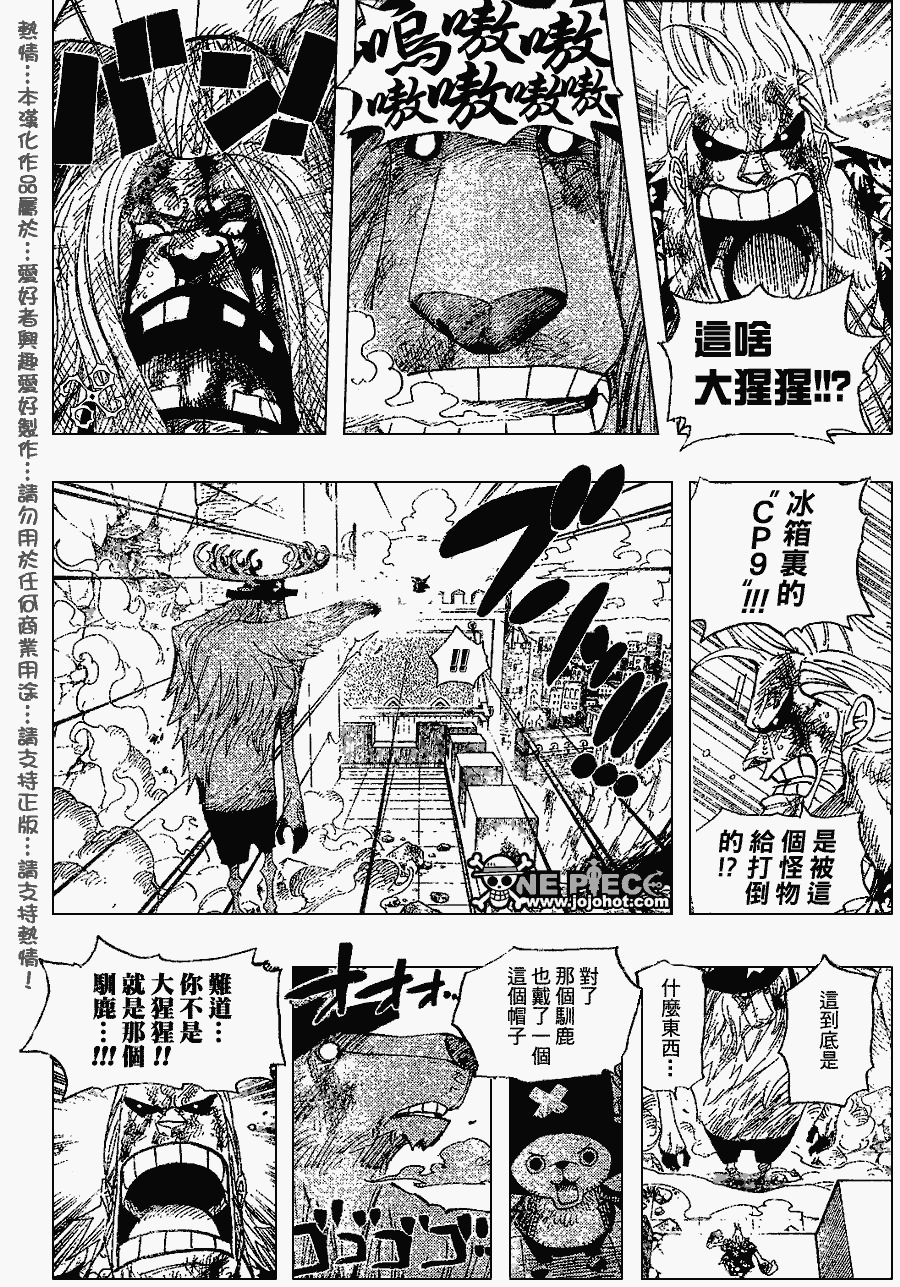 這啥
大猩猩!!?
嗚嗷嗷
嗷嗷嗷嗷
バン!
冰箱裏的
"CP9"!!!
是被這
個怪物
給打倒
的!?
ブ
!!
ONE PIECE
www.jojohot.com
這到底是
什麼東西…
對了
那個馴鹿
也戴了一個
這個帽子
オオオ…
ゴゴゴゴ
難道…
你不是
大猩猩!!
就是那個
馴鹿…!!!
熱情…本漢化作品屬於…愛好者興趣愛好製作…請勿用於任何商業用途…請支持正版…請支持熱情!